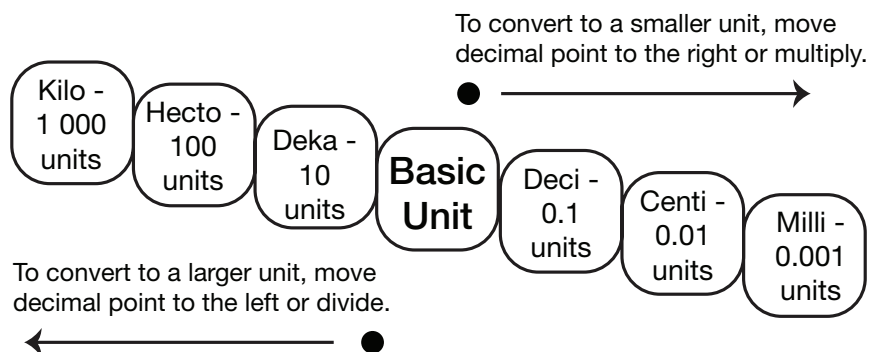 To convert to a smaller unit, move
decimal point to the right or multiply.
Kilo -
1 000
units
Hecto -
100
units
Deka -
10
units
Basic
Unit
Deci -
0.1
units
Centi -
0.01
units
Milli -
0.001
units
To convert to a larger unit, move
decimal point to the left or divide.